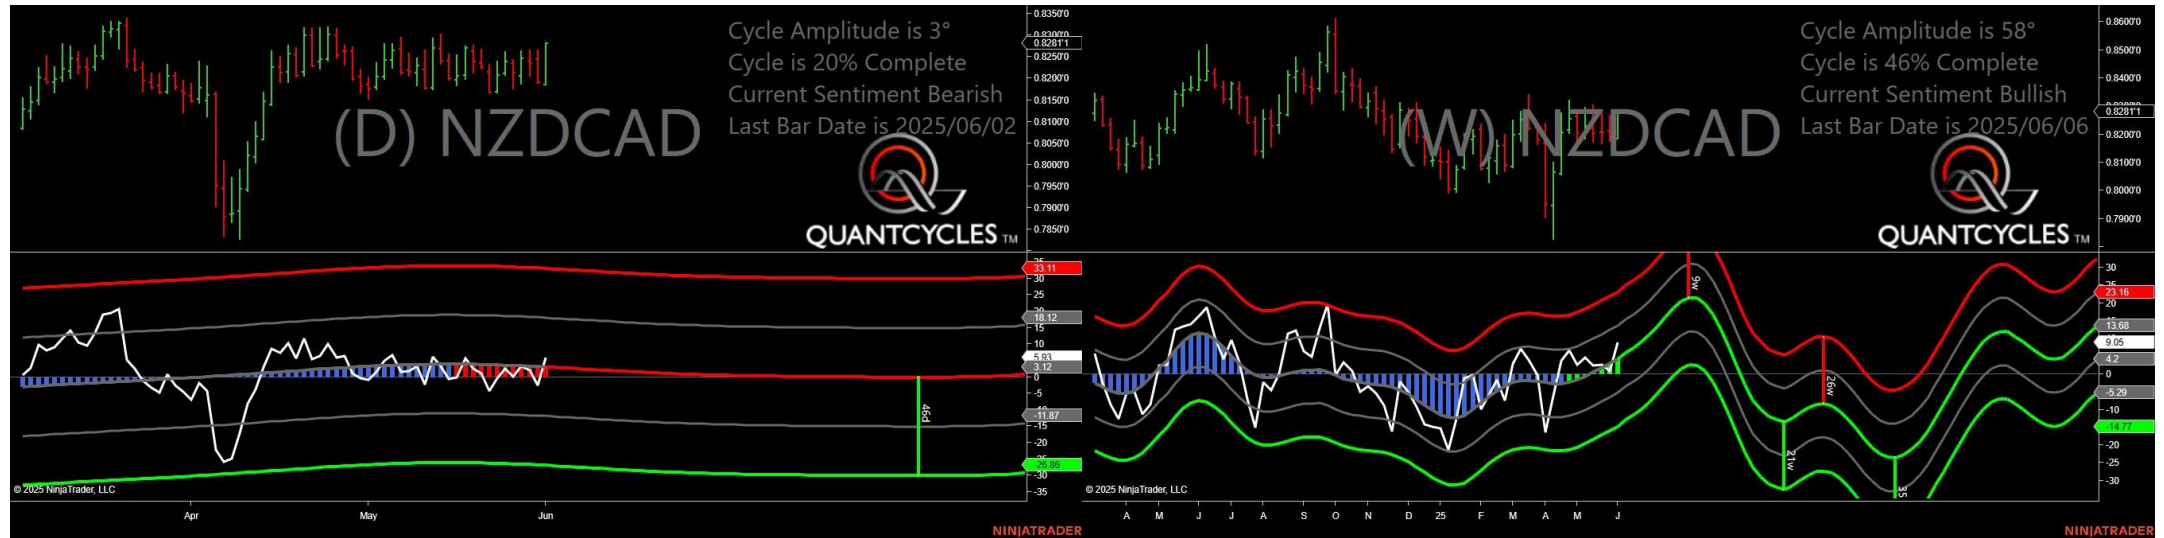 Cycle Amplitude is 3°
Cycle is 20% Complete
Current Sentiment Bearish
Last Bar Date is 2025/06/02
(D) NZDCAD
QUANTCYCLES TM
0.8350'0
0.8300'0
0.8281'1
0.8200'0
0.8150'0
0.8100'0
0.8050'0
0.8000'0
0.7950'0
0.7900'0
0.7850'0
35
33.11
30
25
18.12
15
10
5.93
3.12
0
-5
-11.87
-15
-20
-26.86
-30
-35
46d
© 2025 NinjaTrader, LLC
Apr
May
Jun
NINJATRADER
Cycle Amplitude is 58°
Cycle is 46% Complete
Current Sentiment Bullish
Last Bar Date is 2025/06/06
(W) NZDCAD
QUANTCYCLES TM
0.8600'0
0.8500'0
0.8400'0
0.8281'1
0.8200'0
0.8100'0
0.8000'0
0.7900'0
30
23.16
20
13.68
9.05
4.2
0
-5.29
-10
-14.77
-20
-25
-30
9w
26w
21w
35
© 2025 NinjaTrader, LLC
A M J J A S O N D 25 F M A M J
NINJATRADER